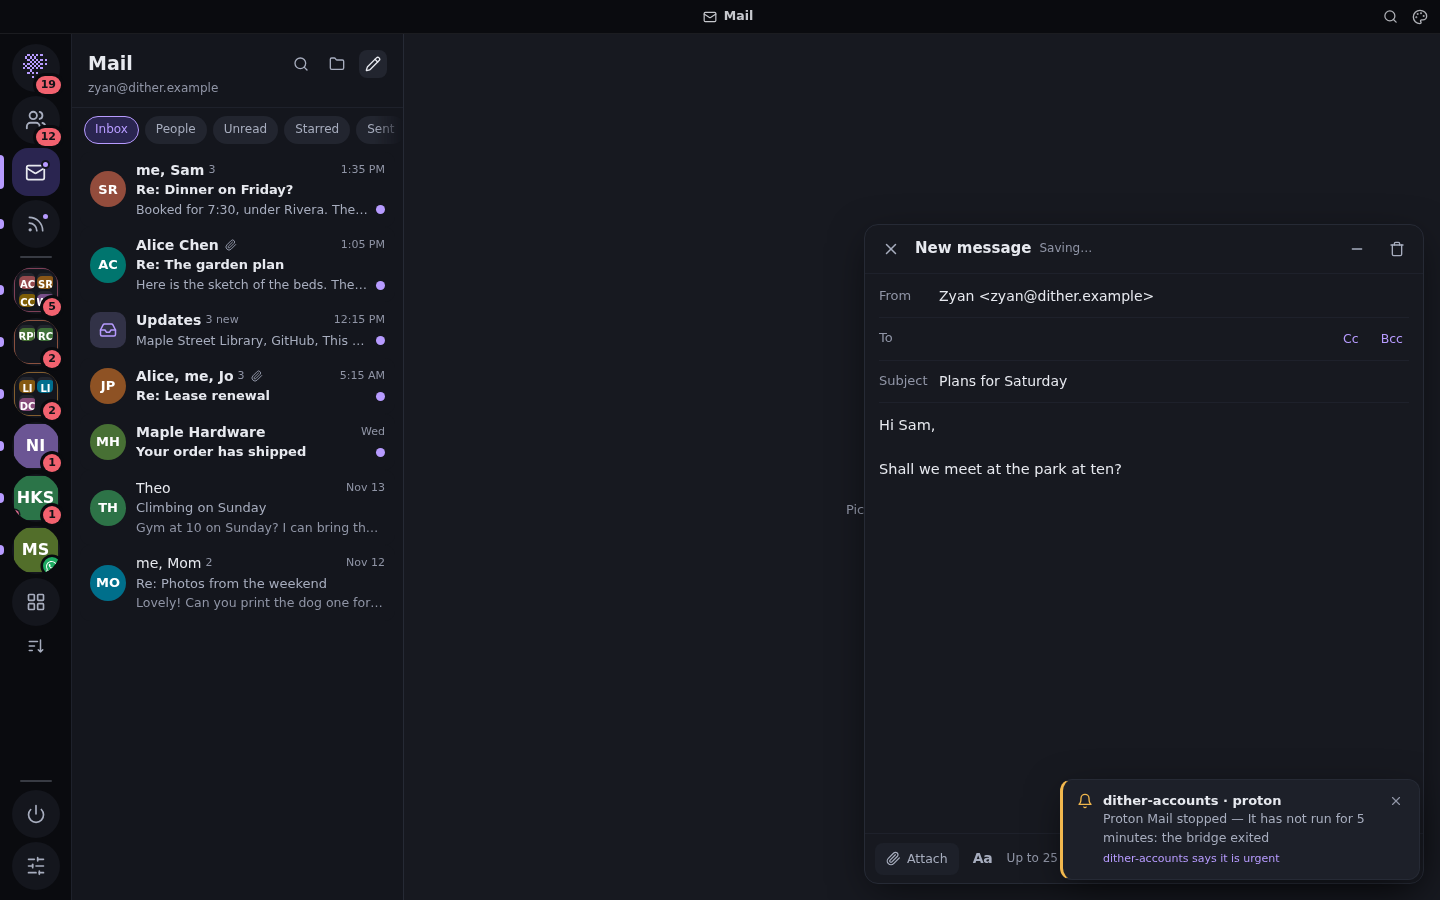 Mail
19
12
5
2
2
1
1
AC SR
CC
RP RC
LI LI
DC
NI
HKS
MS
Mail
zyan@dither.example
Inbox People Unread Starred Sent
SR me, Sam 3 1:35 PM
Re: Dinner on Friday?
Booked for 7:30, under Rivera. The…
AC Alice Chen 1:05 PM
Re: The garden plan
Here is the sketch of the beds. The…
Updates 3 new 12:15 PM
Maple Street Library, GitHub, This …
JP Alice, me, Jo 3 5:15 AM
Re: Lease renewal
MH Maple Hardware Wed
Your order has shipped
TH Theo Nov 13
Climbing on Sunday
Gym at 10 on Sunday? I can bring th…
MO me, Mom 2 Nov 12
Re: Photos from the weekend
Lovely! Can you print the dog one for…
Pic
New message Saving…
From Zyan <zyan@dither.example>
To Cc Bcc
Subject Plans for Saturday
Hi Sam,
Shall we meet at the park at ten?
Attach Aa Up to 25
dither-accounts · proton
Proton Mail stopped — It has not run for 5
minutes: the bridge exited
dither-accounts says it is urgent